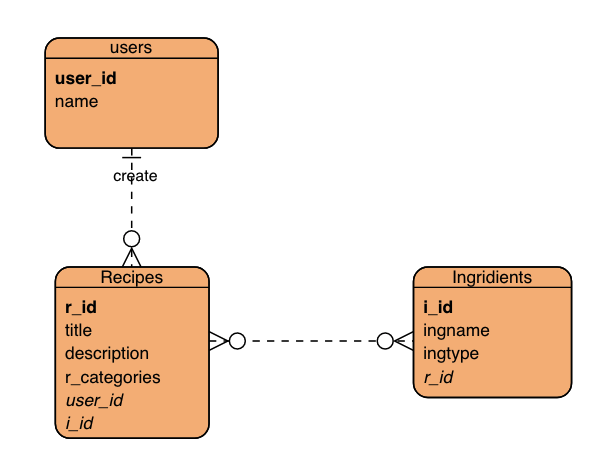 users
user_id
name
create
Recipes
r_id
title
description
r_categories
user_id
i_id
Ingridients
i_id
ingname
ingtype
r_id